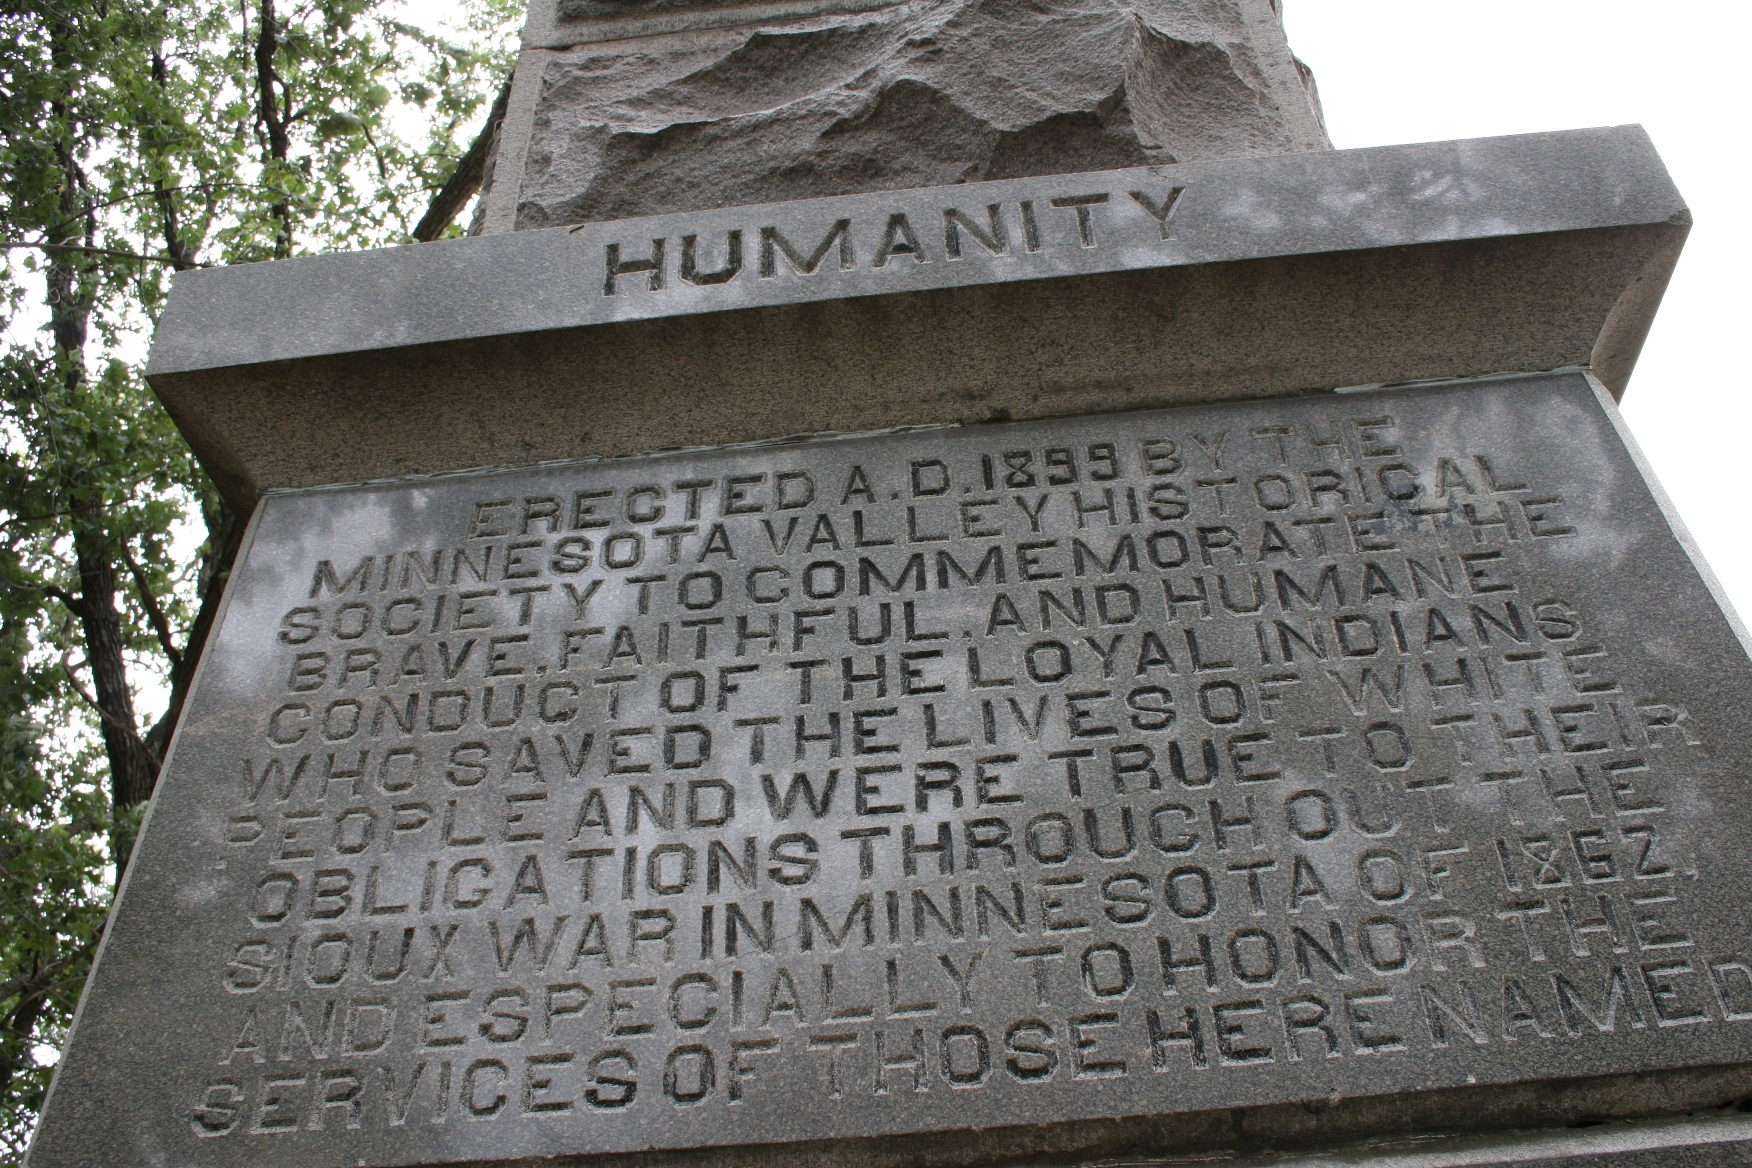 HUMANITY
ERECTED A.D. 1899 BY THE
MINNESOTA VALLEY HISTORICAL
SOCIETY TO COMMEMORATE THE
BRAVE, FAITHFUL, AND HUMANE
CONDUCT OF THE LOYAL INDIANS
WHO SAVED THE LIVES OF WHITE
PEOPLE AND WERE TRUE TO THEIR
OBLIGATIONS THROUGH OUT THE
SIOUX WAR IN MINNESOTA OF 1862,
AND ESPECIALLY TO HONOR THE
SERVICES OF THOSE HERE NAMED